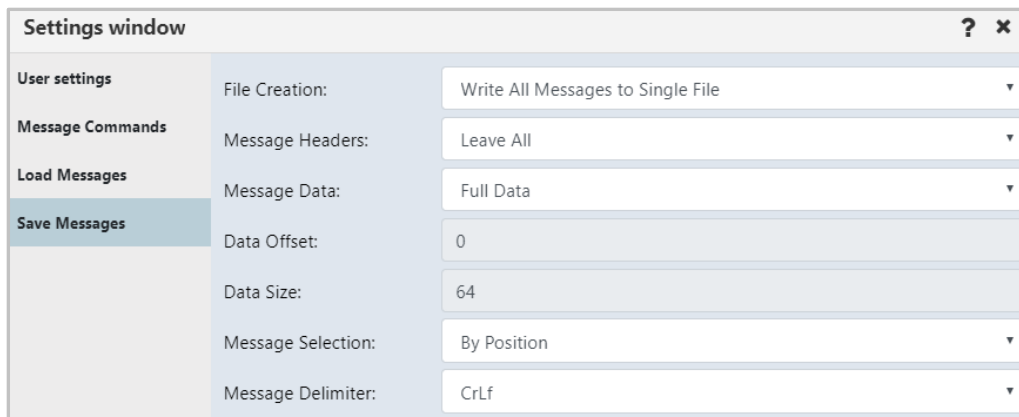 Settings window ? ×
User settings
Message Commands
Load Messages
Save Messages
File Creation: Write All Messages to Single File
Message Headers: Leave All
Message Data: Full Data
Data Offset: 0
Data Size: 64
Message Selection: By Position
Message Delimiter: CrLf